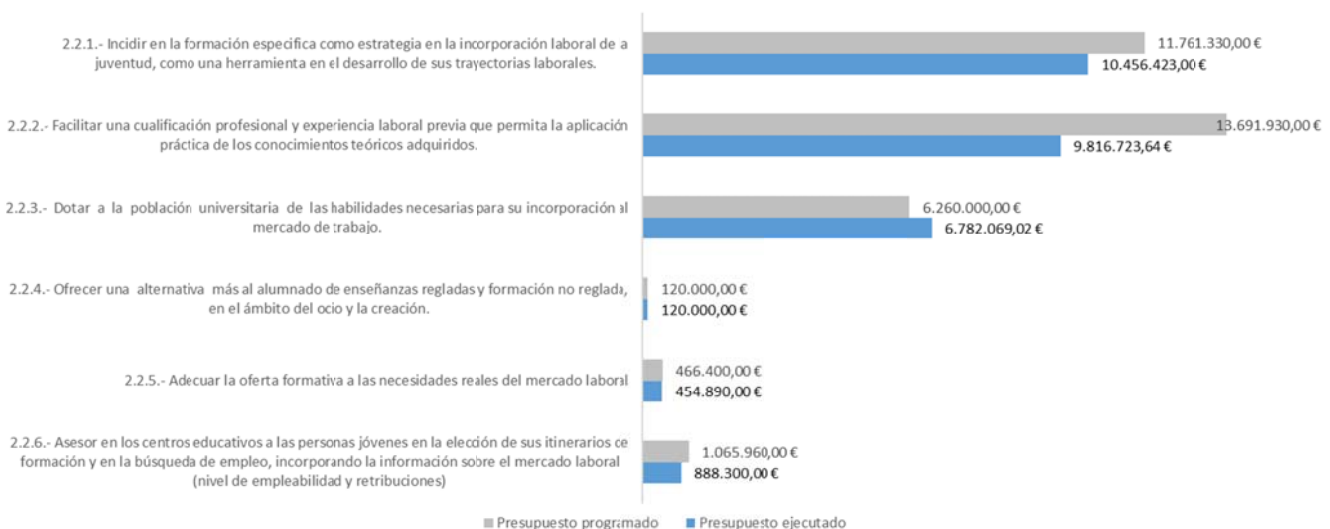 2.2.1.- Incidir en la formación especifica como estrategia en la incorporación laboral de a
juventud, como una herramienta en el desarrollo de sus trayectorias laborales.
11.761.330,00 €
10.456.423,00 €
2.2.2.- Facilitar una cualificación profesional y experiencia laboral previa que permita la aplicación
práctica de los conocimientos teóricos adquiridos.
13.691.930,00 €
9.816.723,64 €
2.2.3.- Dotar a la población universitaria de las habilidades necesarias para su incorporación al
mercado de trabajo.
6.260.000,00 €
6.782.069,02 €
2.2.4.- Ofrecer una alternativa más al alumnado de enseñanzas regladas y formación no reglada,
en el ámbito del ocio y la creación.
120.000,00 €
120.000,00 €
2.2.5.- Adecuar la oferta formativa a las necesidades reales del mercado laboral
466.400,00 €
454.890,00 €
2.2.6.- Asesor en los centros educativos a las personas jóvenes en la elección de sus itinerarios de
formación y en la búsqueda de empleo, incorporando la información sobre el mercado laboral
(nivel de empleabilidad y retribuciones)
1.065.960,00 €
888.300,00 €
Presupuesto programado
Presupuesto ejecutado